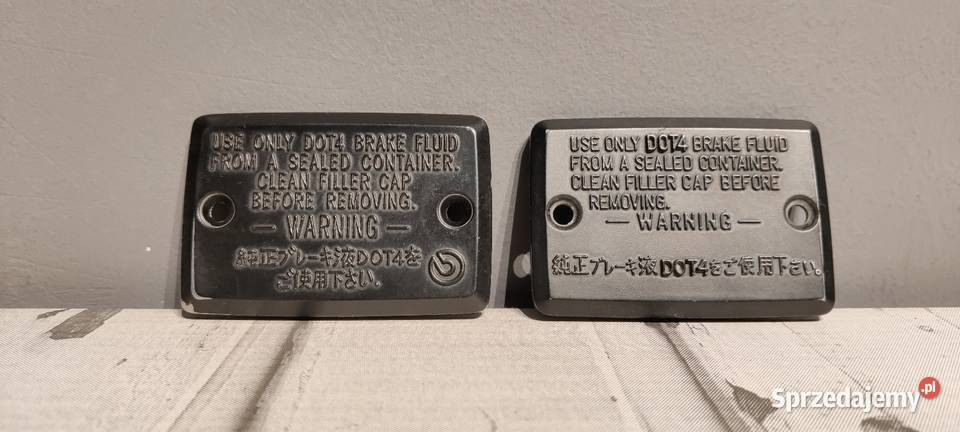 USE ONLY DOT4 BRAKE FLUID
FROM A SEALED CONTAINER.
CLEAN FILLER CAP
BEFORE REMOVING.
— WARNING —
純正ブレーキ液DOT4を
ご使用下さい.
USE ONLY DOT4 BRAKE FLUID
FROM A SEALED CONTAINER.
CLEAN FILLER CAP BEFORE
REMOVING.
— WARNING —
純正ブレーキ液DOT4をご使用下さい.
Sprzedajemy.pl